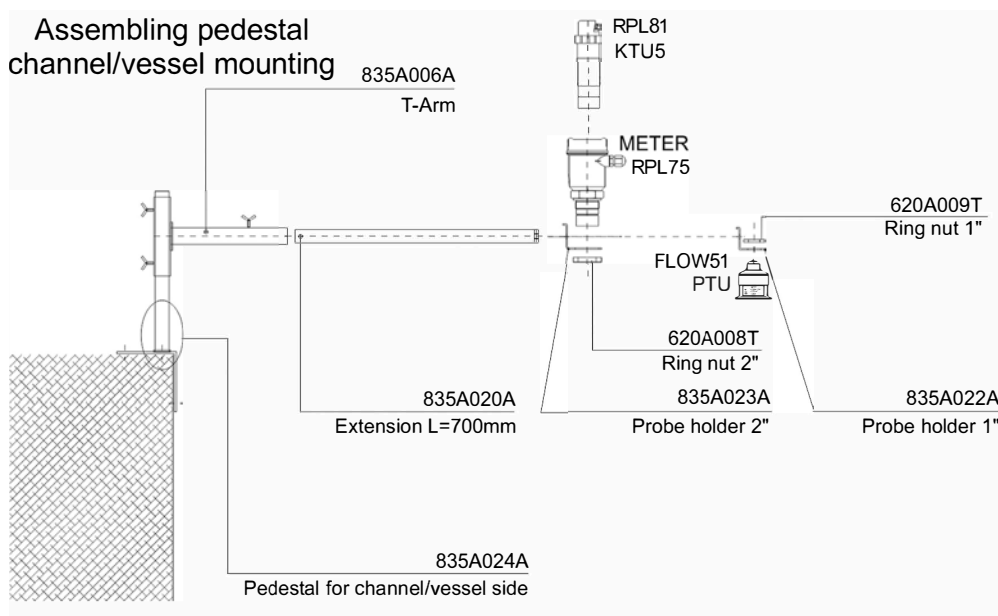 Assembling pedestal
channel/vessel mounting
RPL81
KTU5
835A006A
T-Arm
METER
RPL75
620A009T
Ring nut 1"
FLOW51
PTU
620A008T
Ring nut 2"
835A020A
Extension L=700mm
835A023A
Probe holder 2"
835A022A
Probe holder 1"
835A024A
Pedestal for channel/vessel side